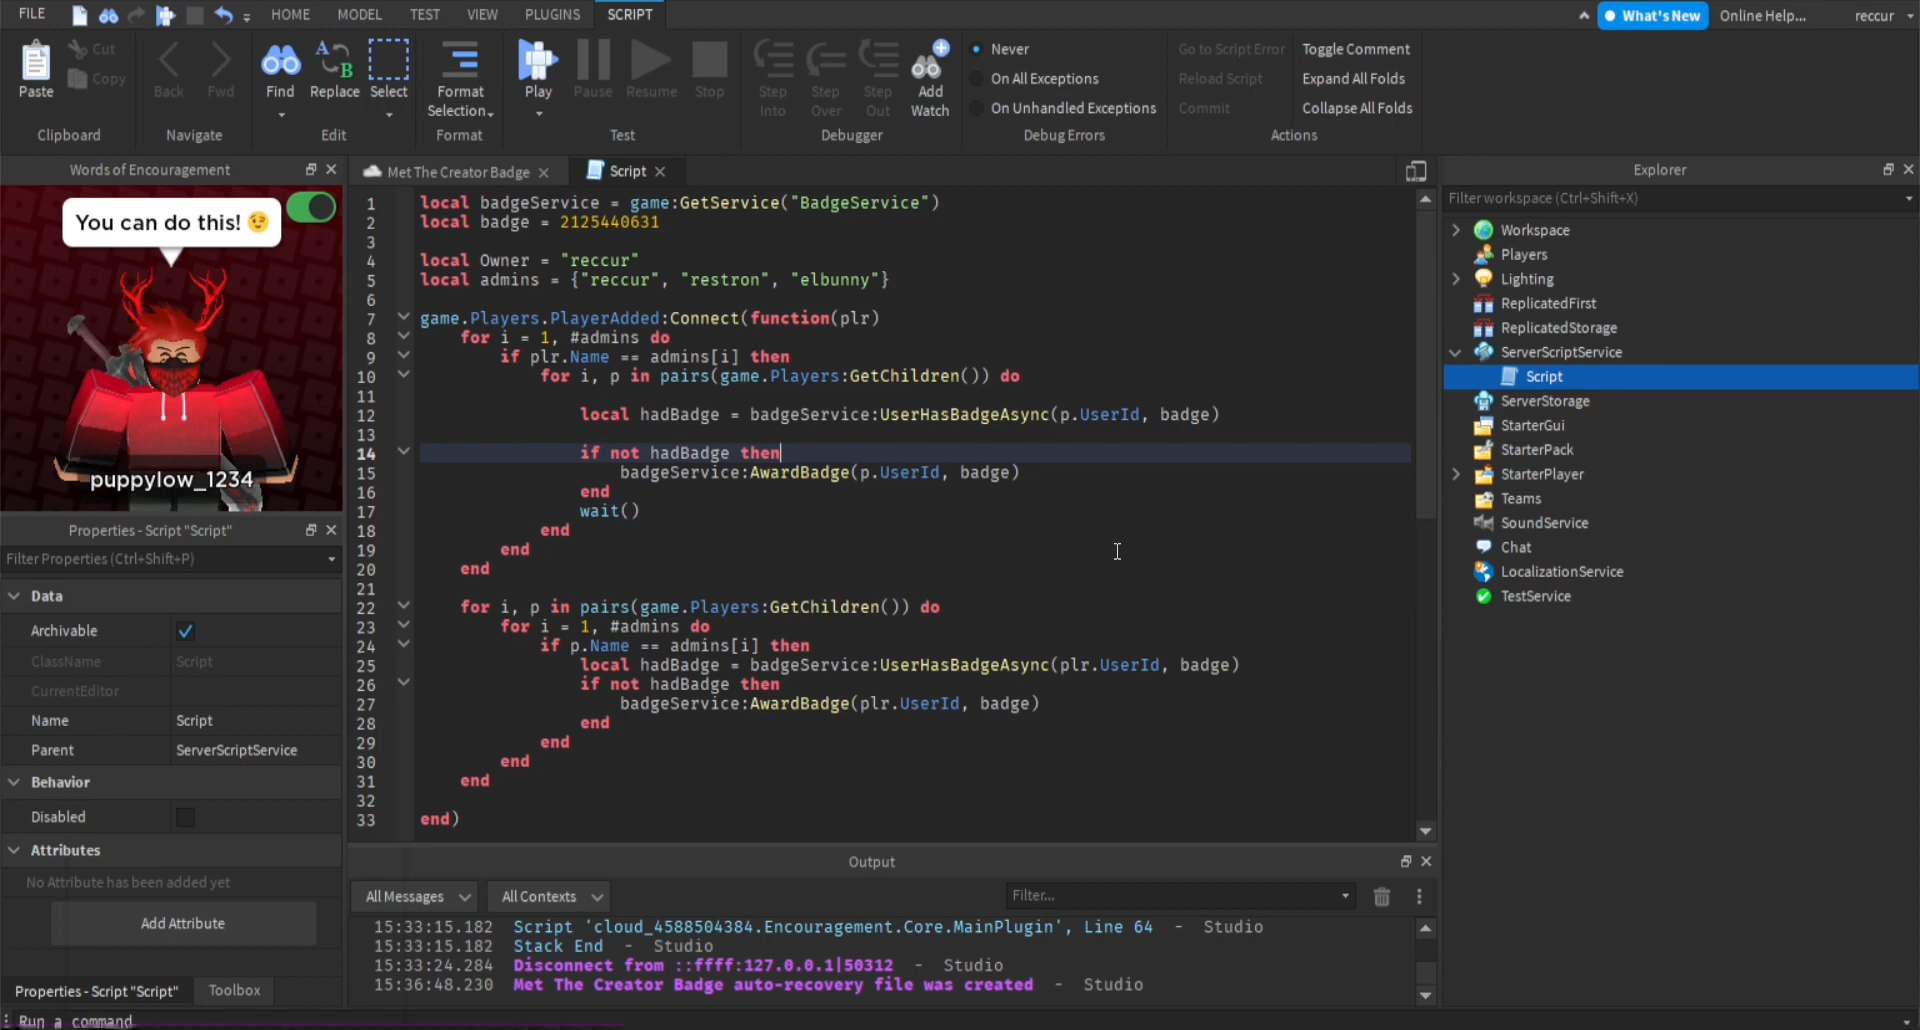 FILE HOME MODEL TEST VIEW PLUGINS SCRIPT What's New Online Help... reccur
Paste Cut Copy Back Fwd Find Replace Select Format Selection Play Pause Resume Stop Step Into Step Over Step Out Add Watch
Never
On All Exceptions
On Unhandled Exceptions
Go to Script Error
Reload Script
Commit
Toggle Comment
Expand All Folds
Collapse All Folds
Clipboard Navigate Edit Format Test Debugger Debug Errors Actions
Words of Encouragement
You can do this! 😉
puppylow_1234
Properties - Script "Script"
Filter Properties (Ctrl+Shift+P)
Data
Archivable
ClassName Script
CurrentEditor
Name Script
Parent ServerScriptService
Behavior
Disabled
Attributes
No Attribute has been added yet
Add Attribute
Properties - Script "Script" Toolbox
Run a command
Met The Creator Badge Script
1 local badgeService = game:GetService("BadgeService")
2 local badge = 2125440631
3
4 local Owner = "reccur"
5 local admins = {"reccur", "restron", "elbunny"}
6
7 game.Players.PlayerAdded:Connect(function(plr)
8 for i = 1, #admins do
9 if plr.Name == admins[i] then
10 for i, p in pairs(game.Players:GetChildren()) do
11
12 local hadBadge = badgeService:UserHasBadgeAsync(p.UserId, badge)
13
14 if not hadBadge then
15 badgeService:AwardBadge(p.UserId, badge)
16 end
17 wait()
18 end
19 end
20 end
21
22 for i, p in pairs(game.Players:GetChildren()) do
23 for i = 1, #admins do
24 if p.Name == admins[i] then
25 local hadBadge = badgeService:UserHasBadgeAsync(plr.UserId, badge)
26 if not hadBadge then
27 badgeService:AwardBadge(plr.UserId, badge)
28 end
29 end
30 end
31 end
32
33 end)
Output
All Messages All Contexts Filter...
15:33:15.182 Script 'cloud_4588504384.Encouragement.Core.MainPlugin', Line 64 - Studio
15:33:15.182 Stack End - Studio
15:33:24.284 Disconnect from ::ffff:127.0.0.1|50312 - Studio
15:36:48.230 Met The Creator Badge auto-recovery file was created - Studio
Explorer
Filter workspace (Ctrl+Shift+X)
Workspace
Players
Lighting
ReplicatedFirst
ReplicatedStorage
ServerScriptService
Script
ServerStorage
StarterGui
StarterPack
StarterPlayer
Teams
SoundService
Chat
LocalizationService
TestService